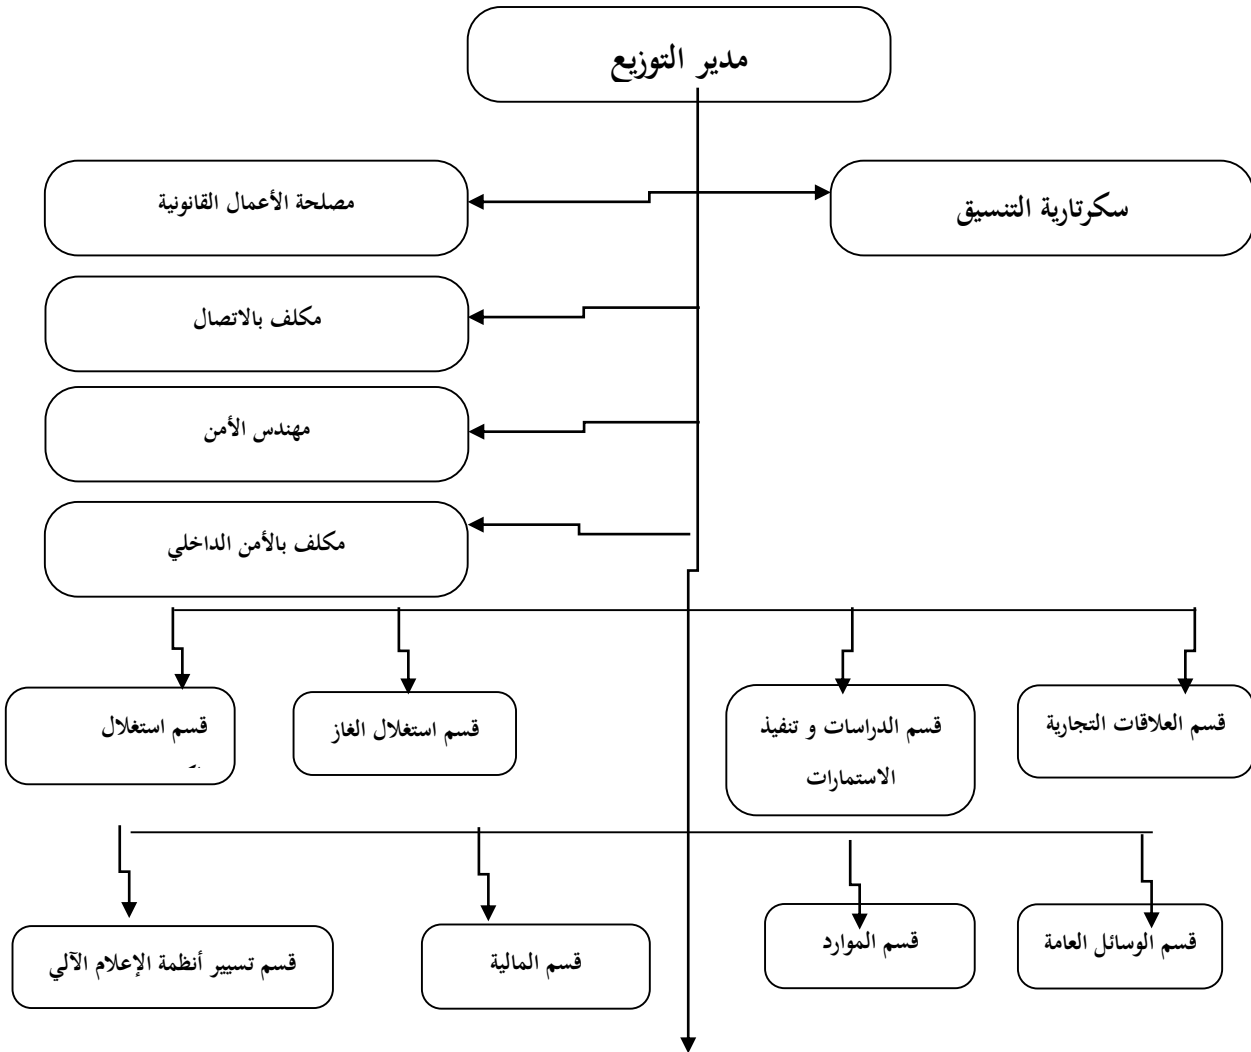 مدير التوزيع
سكرتارية التنسيق
مصلحة الأعمال القانونية
مكلف بالاتصال
مهندس الأمن
مكلف بالأمن الداخلي
قسم العلاقات التجارية
قسم الدراسات و تنفيذ
الاستمارات
قسم استغلال الغاز
قسم استغلال
قسم الوسائل العامة
قسم الموارد
قسم المالية
قسم تسيير أنظمة الإعلام الآلي